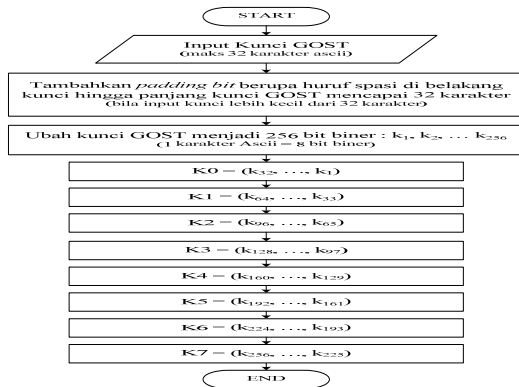 START
Input Kunci GOST
(maks 32 karakter ascii)
Tambahkan padding bit berupa huruf spasi di belakang
kunci hingga panjang kunci GOST mencapai 32 karakter
(bila input kunci lebih kecil dari 32 karakter)
Ubah kunci GOST menjadi 256 bit biner : k₁, k₂, … k₂₅₆
(1 karakter Ascii = 8 bit biner)
K0 = (k₃₂, …, k₁)
K1 = (k₆₄, …, k₃₃)
K2 = (k₉₆, …, k₆₅)
K3 = (k₁₂₈, …, k₉₇)
K4 = (k₁₆₀, …, k₁₂₉)
K5 = (k₁₉₂, …, k₁₆₁)
K6 = (k₂₂₄, …, k₁₉₃)
K7 = (k₂₅₆, …, k₂₂₅)
END